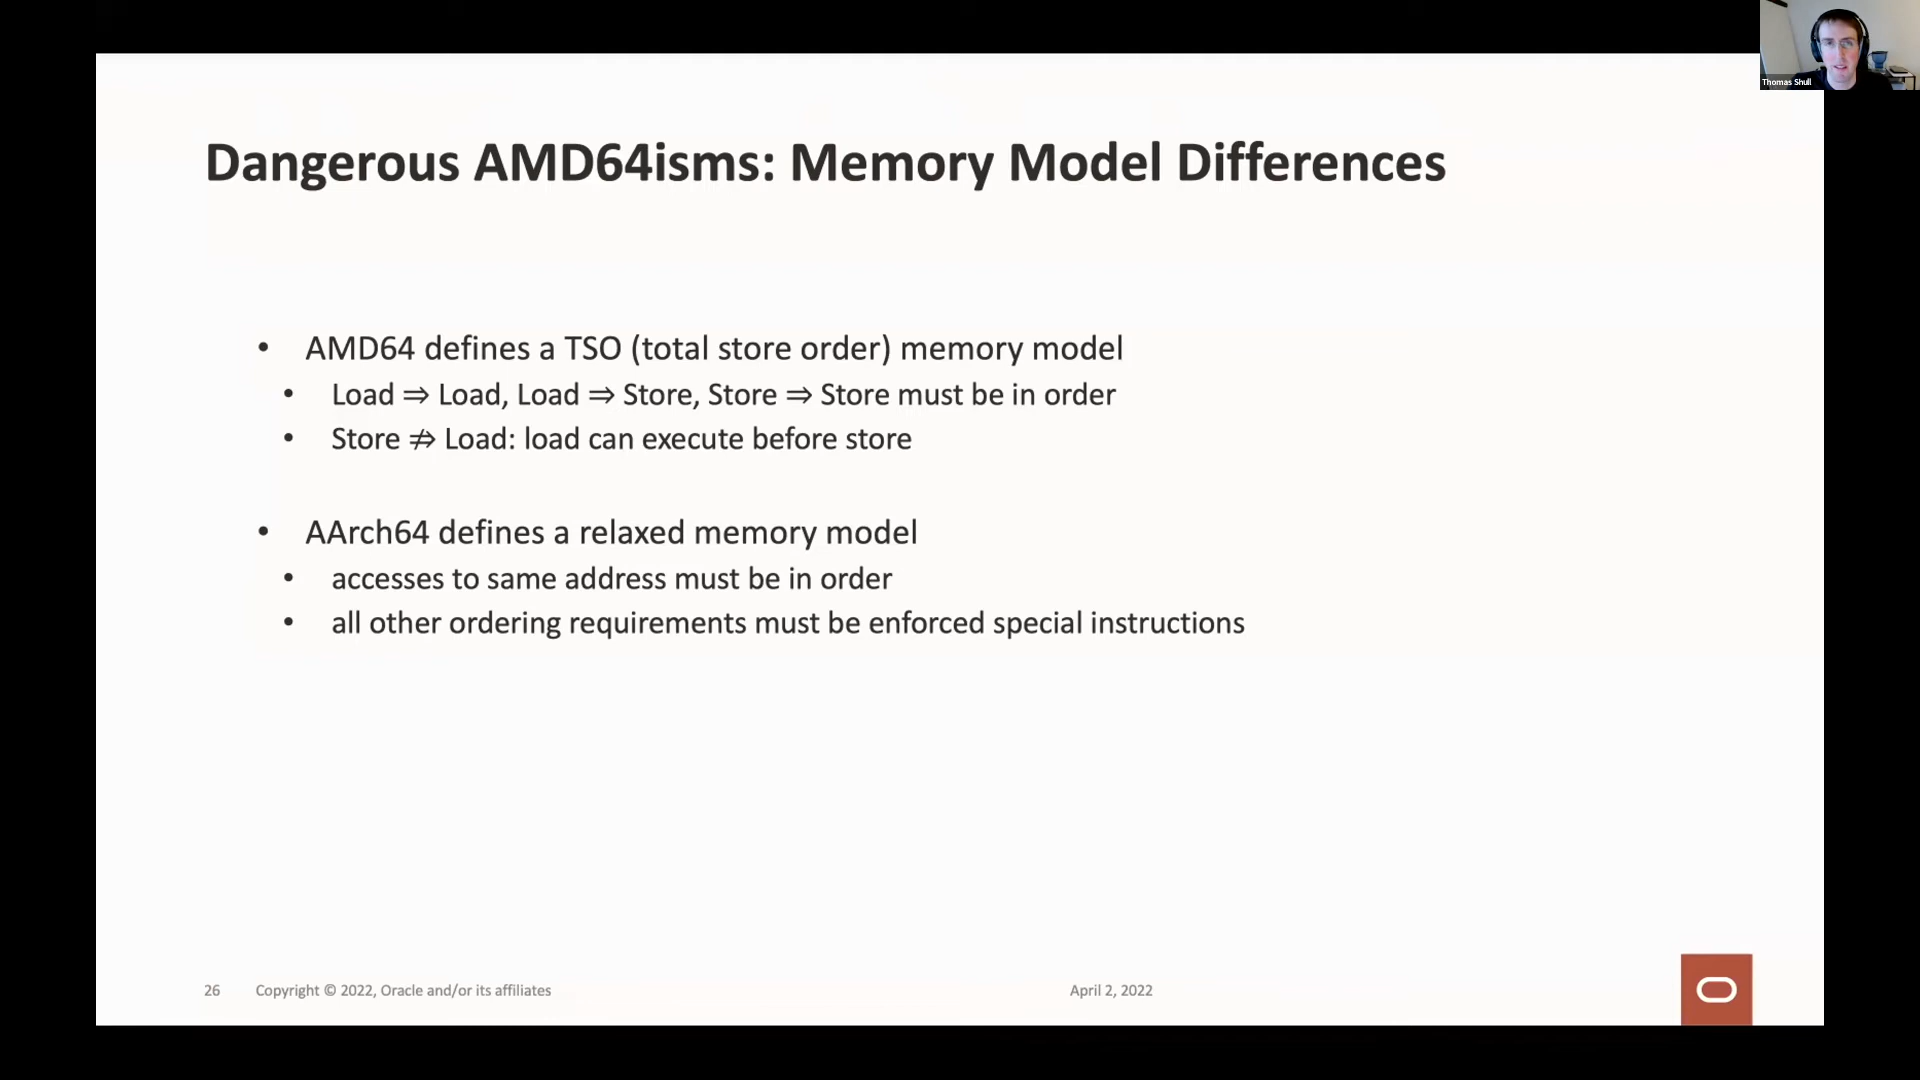 Thomas Shull
Dangerous AMD64isms: Memory Model Differences
• AMD64 defines a TSO (total store order) memory model
• Load ⇒ Load, Load ⇒ Store, Store ⇒ Store must be in order
• Store ⇏ Load: load can execute before store
• AArch64 defines a relaxed memory model
• accesses to same address must be in order
• all other ordering requirements must be enforced special instructions
26 Copyright © 2022, Oracle and/or its affiliates April 2, 2022